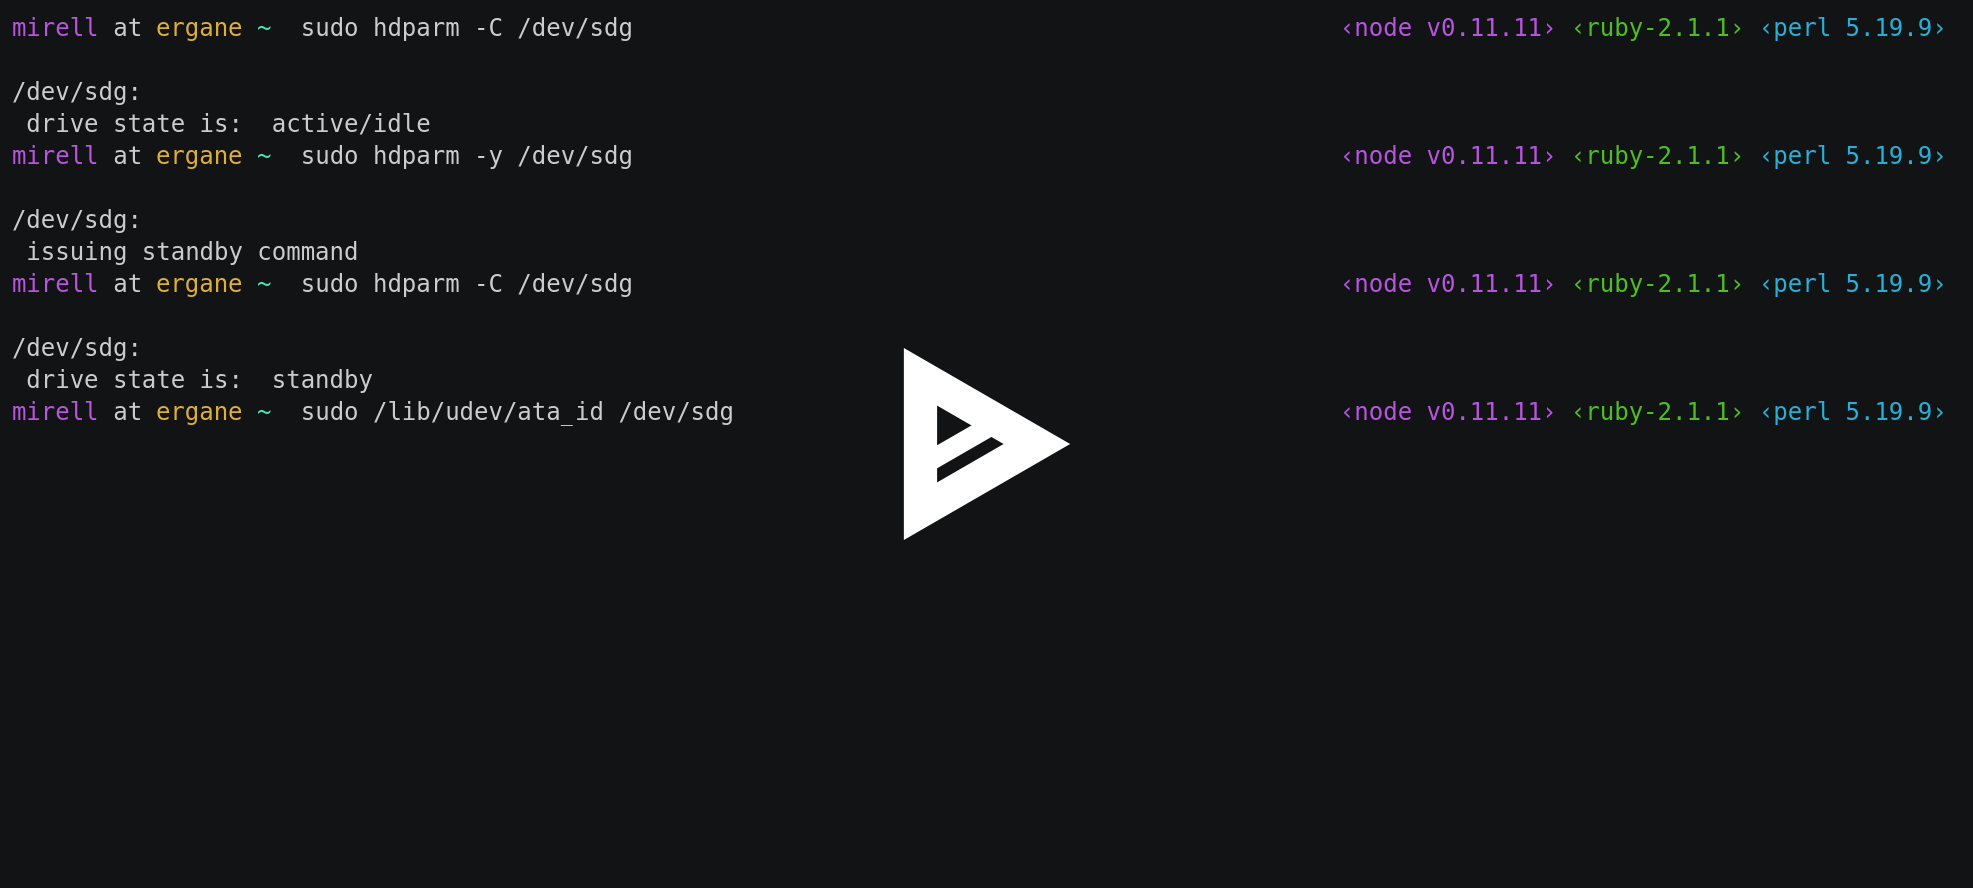 mirell at ergane ~  sudo hdparm -C /dev/sdg ‹node v0.11.11› ‹ruby-2.1.1› ‹perl 5.19.9›
/dev/sdg:
 drive state is:  active/idle
mirell at ergane ~  sudo hdparm -y /dev/sdg ‹node v0.11.11› ‹ruby-2.1.1› ‹perl 5.19.9›
/dev/sdg:
 issuing standby command
mirell at ergane ~  sudo hdparm -C /dev/sdg ‹node v0.11.11› ‹ruby-2.1.1› ‹perl 5.19.9›
/dev/sdg:
 drive state is:  standby
mirell at ergane ~  sudo /lib/udev/ata_id /dev/sdg ‹node v0.11.11› ‹ruby-2.1.1› ‹perl 5.19.9›